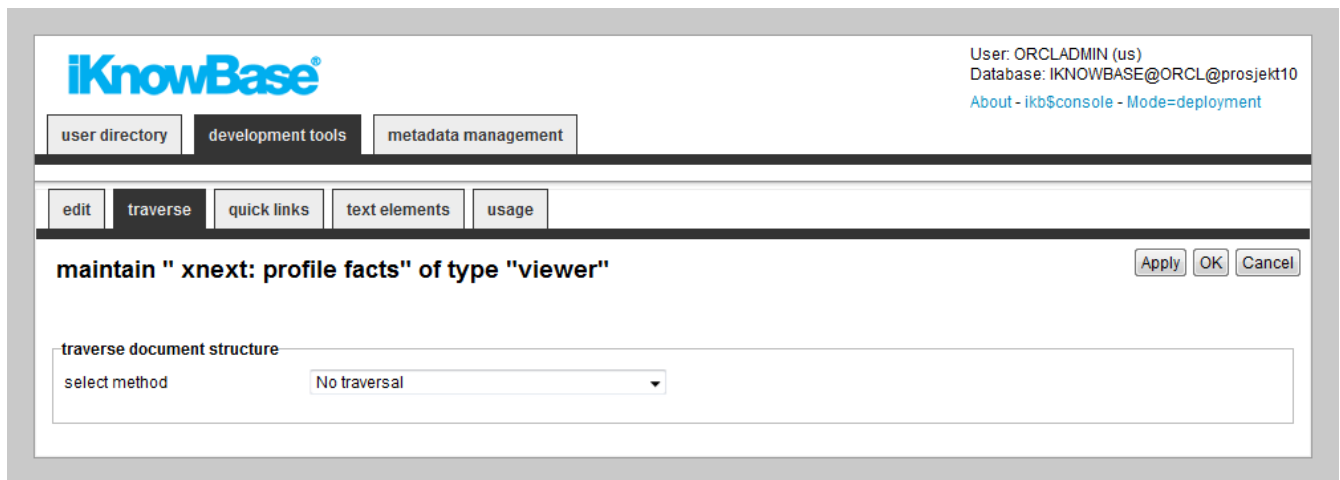 iKnowBase®
User: ORCLADMIN (us)
Database: IKNOWBASE@ORCL@prosjekt10
About - ikb$console - Mode=deployment
user directory development tools metadata management
edit traverse quick links text elements usage
maintain " xnext: profile facts" of type "viewer"
Apply OK Cancel
traverse document structure
select method No traversal